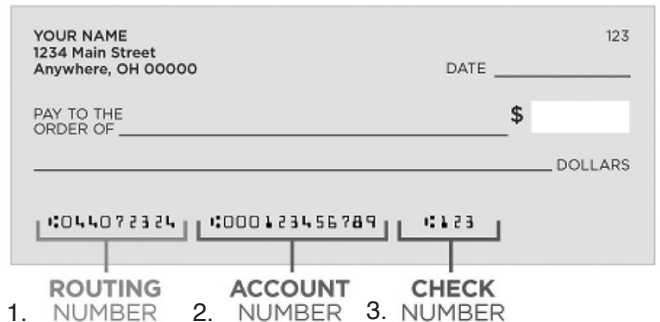 YOUR NAME 123
1234 Main Street
Anywhere, OH 00000
DATE
PAY TO THE
ORDER OF
$
DOLLARS
⑆044072324 ⑆000123456789 ⑆123
ROUTING ACCOUNT CHECK
1. NUMBER 2. NUMBER 3. NUMBER